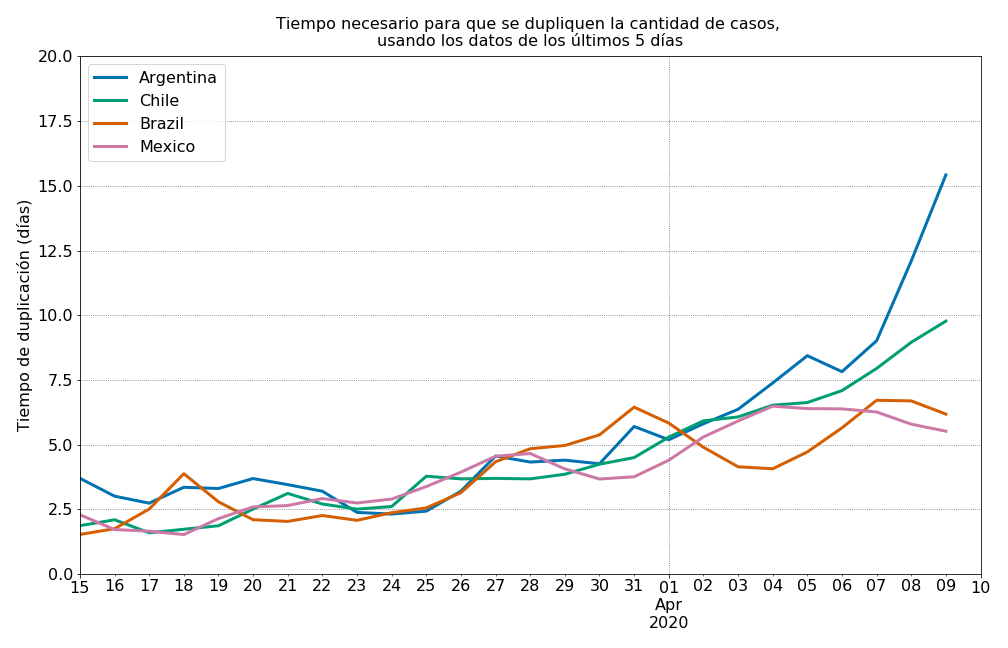 Tiempo necesario para que se dupliquen la cantidad de casos,
usando los datos de los últimos 5 días
Tiempo de duplicación (días)
20.0
17.5
15.0
12.5
10.0
7.5
5.0
2.5
0.0
Argentina
Chile
Brazil
Mexico
15 16 17 18 19 20 21 22 23 24 25 26 27 28 29 30 31 01 02 03 04 05 06 07 08 09 10
Apr
2020